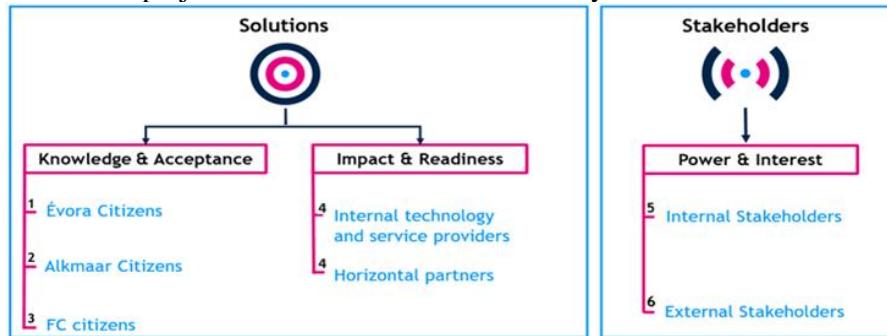 Solutions
Knowledge & Acceptance
1 Évora Citizens
2 Alkmaar Citizens
3 FC citizens
Impact & Readiness
4 Internal technology
and service providers
4 Horizontal partners
Stakeholders
Power & Interest
5 Internal Stakeholders
6 External Stakeholders